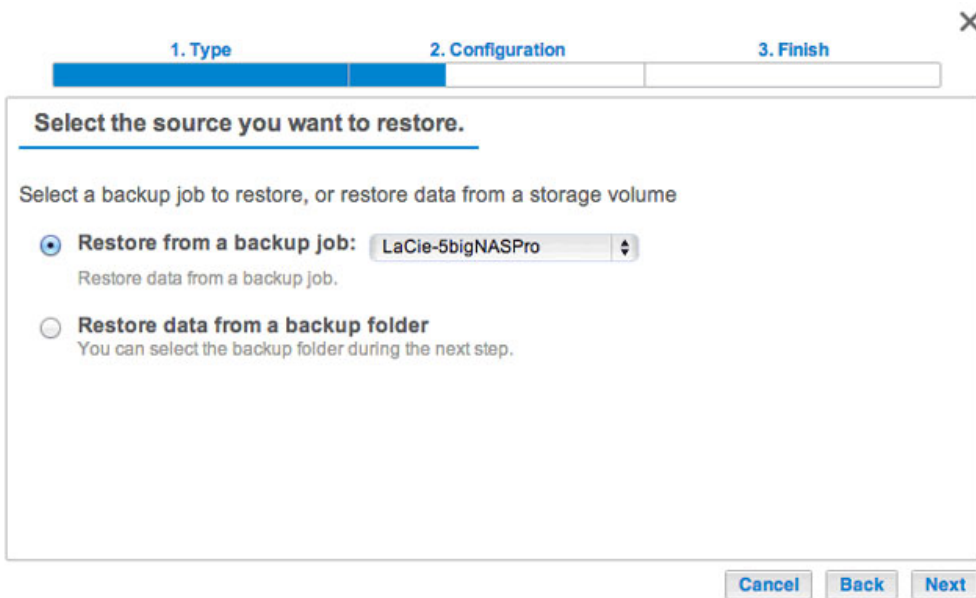 1. Type 2. Configuration 3. Finish
Select the source you want to restore.
Select a backup job to restore, or restore data from a storage volume
Restore from a backup job: LaCie-5bigNASPro
Restore data from a backup job.
Restore data from a backup folder
You can select the backup folder during the next step.
Cancel Back Next